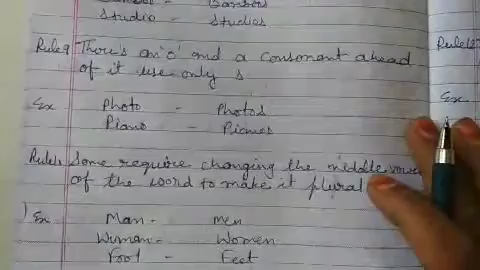 Studio - Studios
Rule 9 There's an 'o' and a consonant ahead
of it use only s
Ex Photo - Photos
Piano - Pianos
Rule Some require changing the middle
of the word to make it plural
Ex Man - men
Woman - Women
Foot - Feet
Rule
Ex